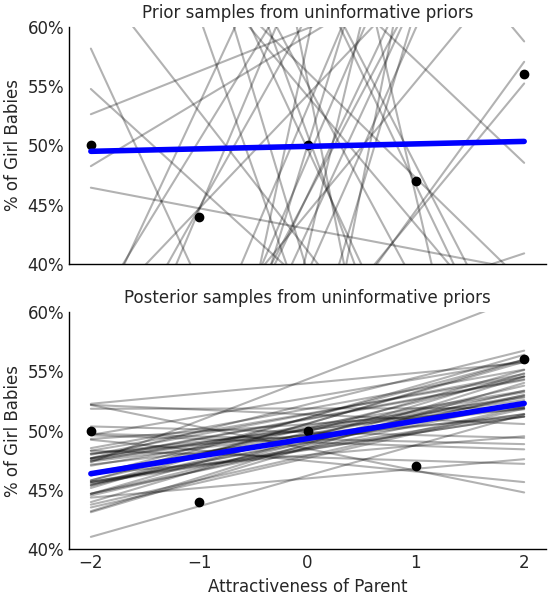 Prior samples from uninformative priors
60%
55%
50%
45%
40%
% of Girl Babies
Posterior samples from uninformative priors
60%
55%
50%
45%
40%
% of Girl Babies
−2 −1 0 1 2
Attractiveness of Parent